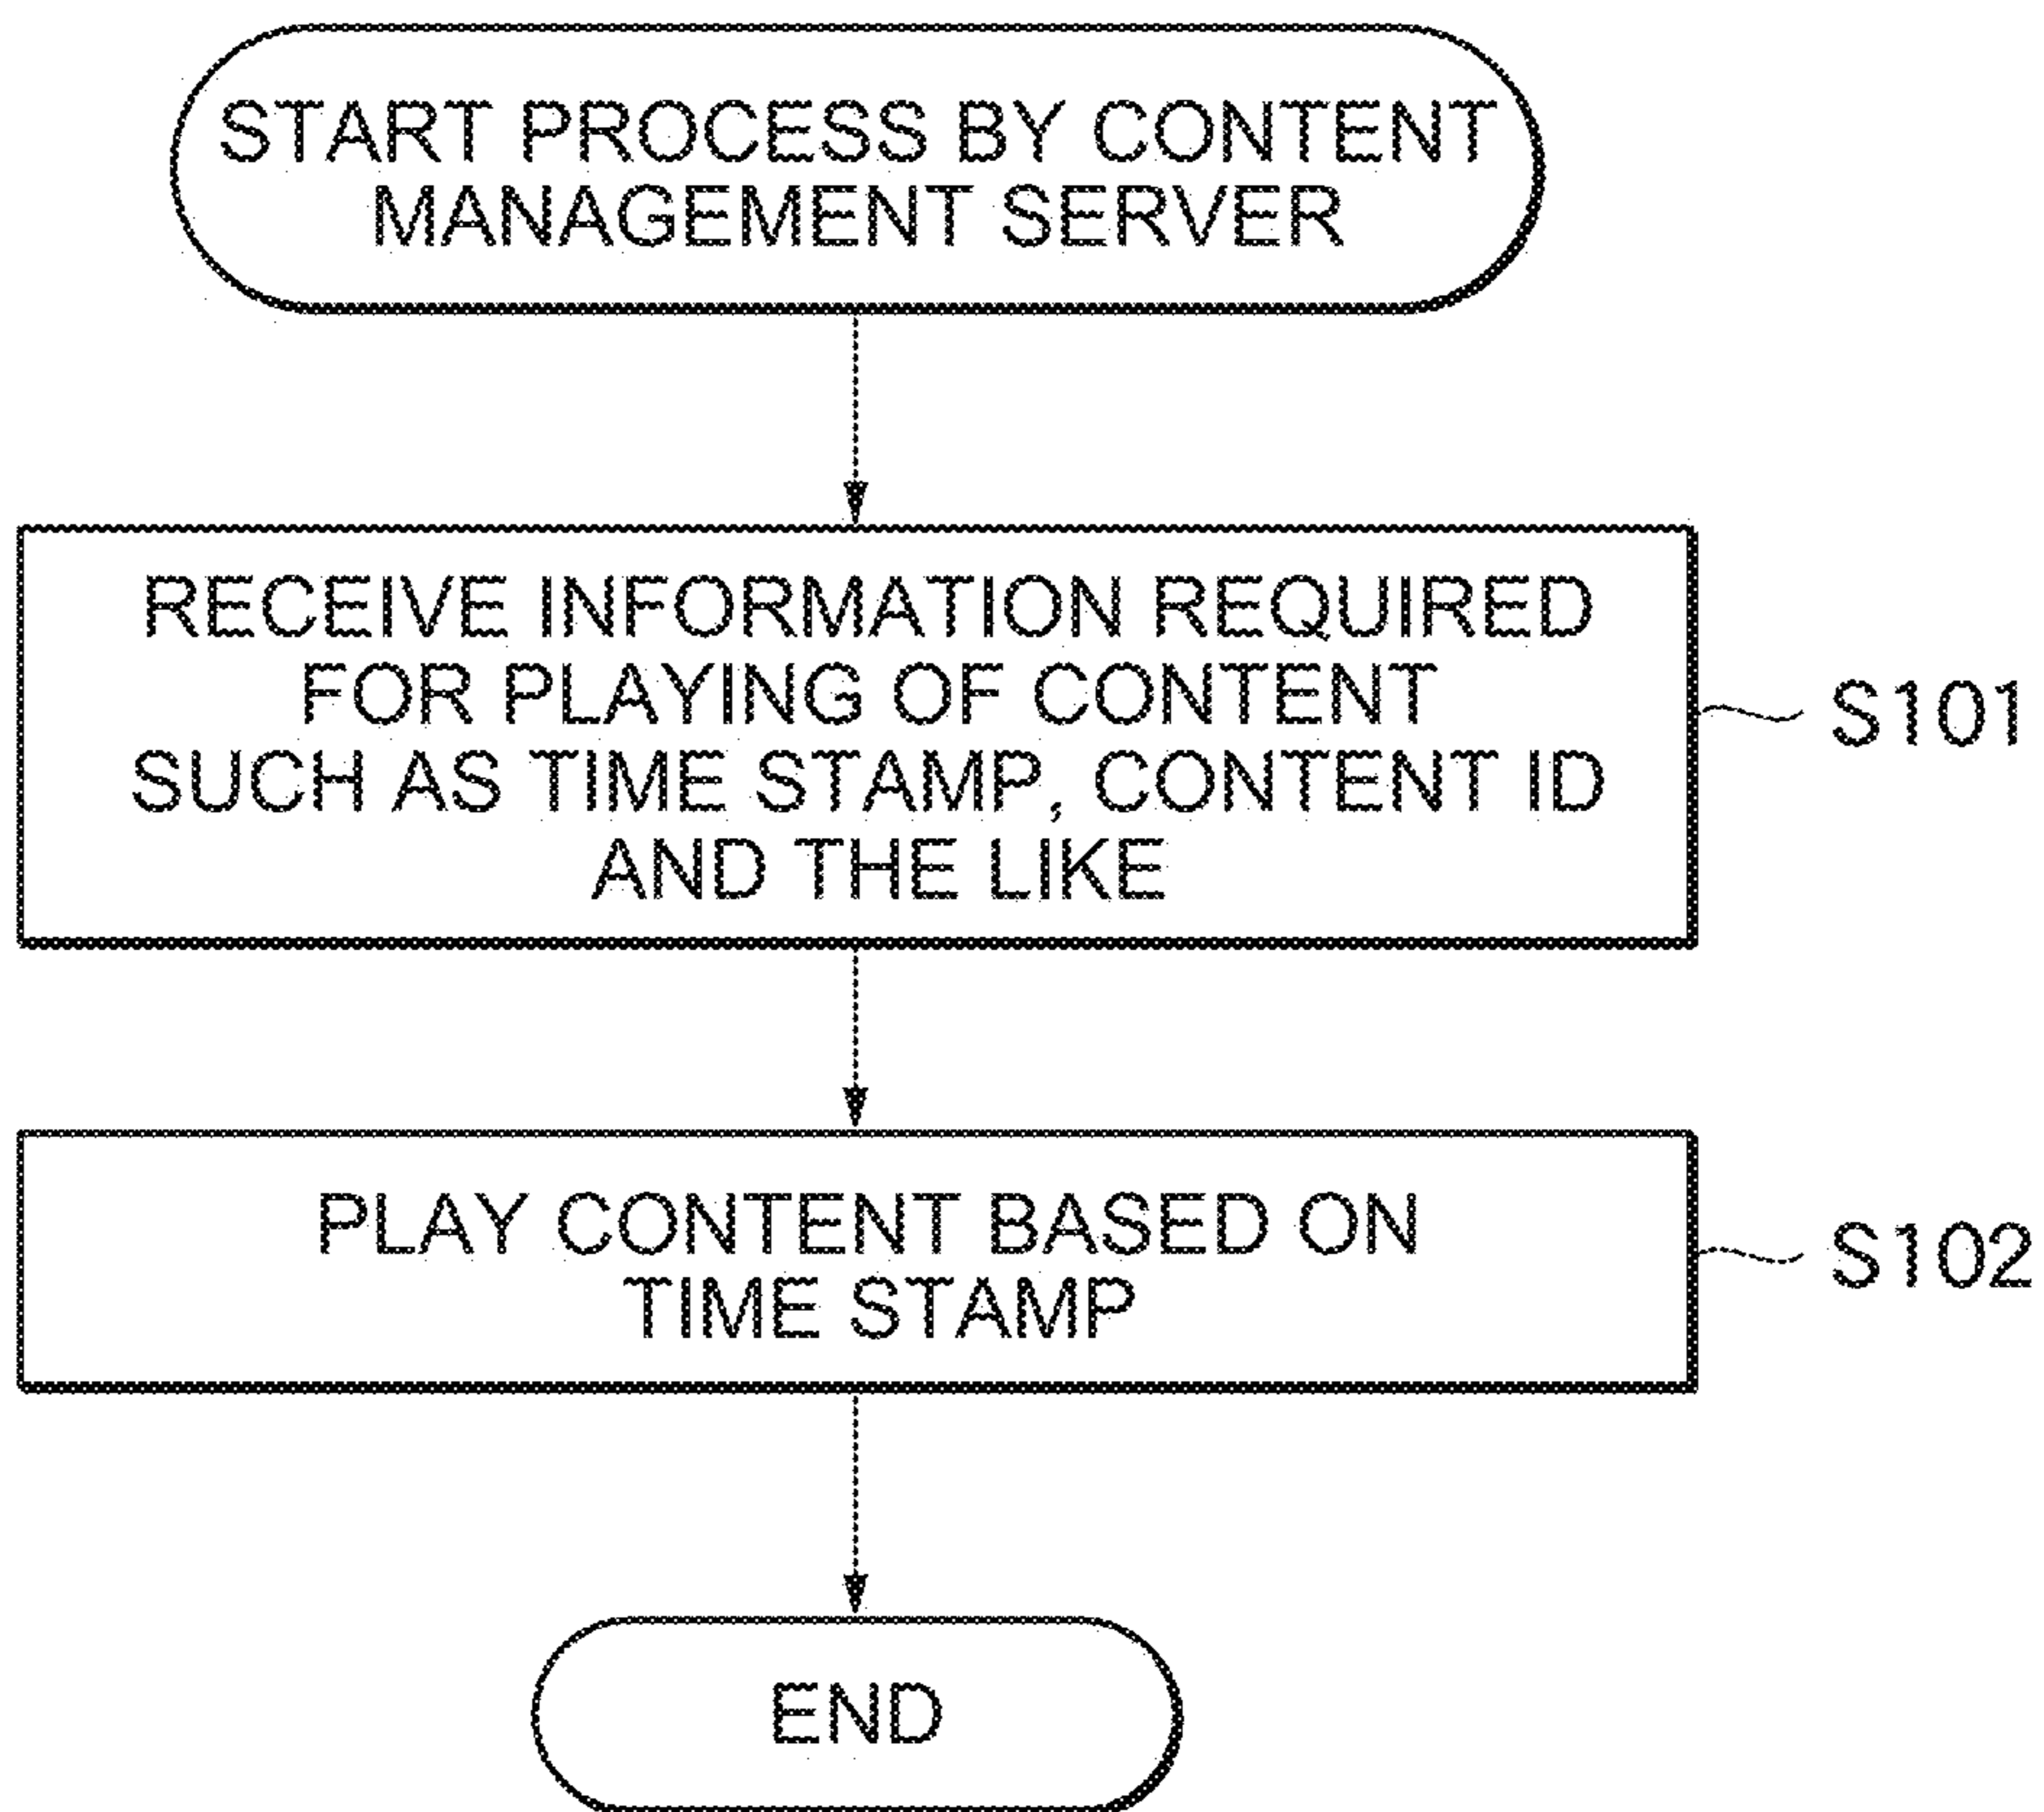 START PROCESS BY CONTENT
MANAGEMENT SERVER
RECEIVE INFORMATION REQUIRED
FOR PLAYING OF CONTENT
SUCH AS TIME STAMP, CONTENT ID
AND THE LIKE
S101
PLAY CONTENT BASED ON
TIME STAMP
S102
END